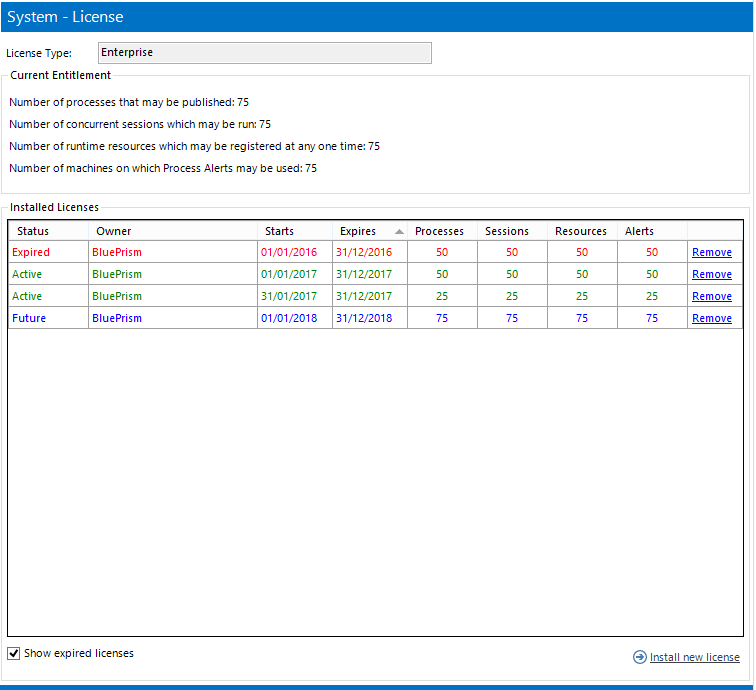 System - License
License Type: Enterprise
Current Entitlement
Number of processes that may be published: 75
Number of concurrent sessions which may be run: 75
Number of runtime resources which may be registered at any one time: 75
Number of machines on which Process Alerts may be used: 75
Installed Licenses
Status Owner Starts Expires Processes Sessions Resources Alerts
Expired BluePrism 01/01/2016 31/12/2016 50 50 50 50 Remove
Active BluePrism 01/01/2017 31/12/2017 50 50 50 50 Remove
Active BluePrism 31/01/2017 31/12/2017 25 25 25 25 Remove
Future BluePrism 01/01/2018 31/12/2018 75 75 75 75 Remove
Show expired licenses
Install new license